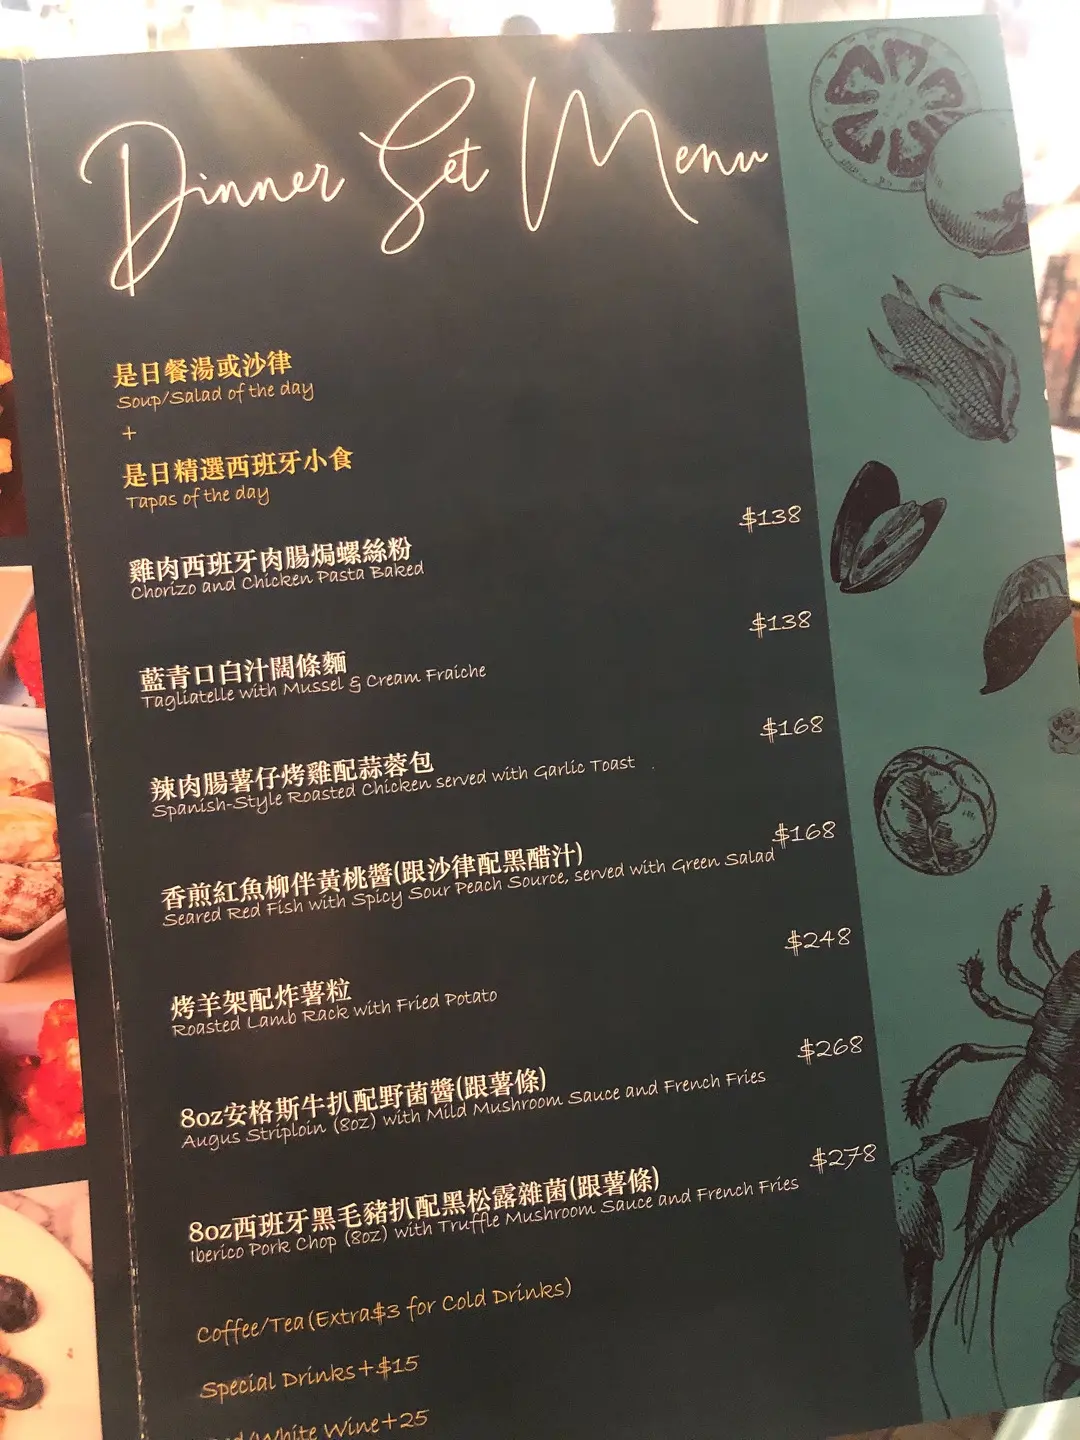 Dinner Set Menu
是日餐湯或沙律
Soup/Salad of the day
+
是日精選西班牙小食
Tapas of the day
$138
雞肉西班牙肉腸焗螺絲粉
Chorizo and Chicken Pasta Baked
$138
藍青口白汁闊條麵
Tagliatelle with Mussel & Cream Fraiche
$168
辣肉腸薯仔烤雞配蒜蓉包
Spanish-Style Roasted Chicken served with Garlic Toast
$168
香煎紅魚柳伴黃桃醬(跟沙律配黑醋汁)
Seared Red Fish with Spicy Sour Peach Source, served with Green Salad
$248
烤羊架配炸薯粒
Roasted Lamb Rack with Fried Potato
$268
8oz安格斯牛扒配野菌醬(跟薯條)
Augus Striploin (8oz) with Mild Mushroom Sauce and French Fries
$278
8oz西班牙黑毛豬扒配黑松露雜菌(跟薯條)
Iberico Pork Chop (8oz) with Truffle Mushroom Sauce and French Fries
Coffee/Tea (Extra$3 for Cold Drinks)
Special Drinks+$15
/White Wine+25